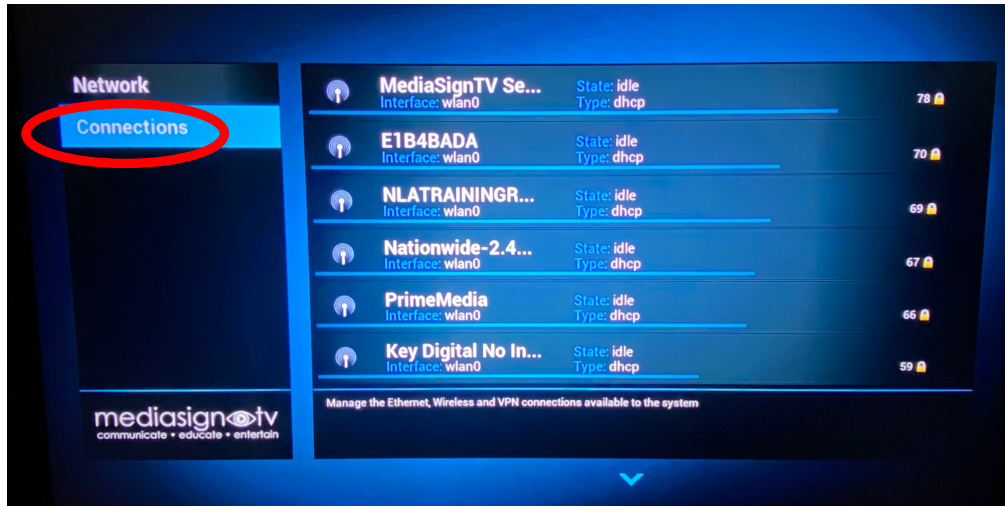 Network
Connections
MediaSignTV Se...
Interface: wlan0
State: idle
Type: dhcp
78
E1B4BADA
Interface: wlan0
State: idle
Type: dhcp
70
NLATRAININGR...
Interface: wlan0
State: idle
Type: dhcp
69
Nationwide-2.4...
Interface: wlan0
State: idle
Type: dhcp
67
PrimeMedia
Interface: wlan0
State: idle
Type: dhcp
66
Key Digital No In...
Interface: wlan0
State: idle
Type: dhcp
59
mediasign tv
communicate • educate • entertain
Manage the Ethernet, Wireless and VPN connections available to the system